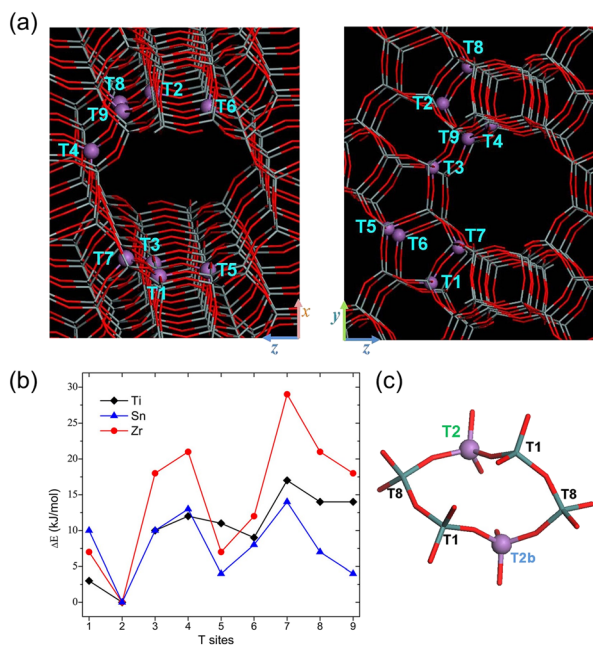 (a)
T8
T2
T9
T6
T4
T7
T3
T1
T5
x
z
T8
T2
T9
T4
T3
T5
T6
T7
T1
y
z
(b)
30
25
20
15
10
5
0
ΔE (kJ/mol)
Ti
Sn
Zr
1 2 3 4 5 6 7 8 9
T sites
(c)
T2
T1
T8
T8
T1
T2b